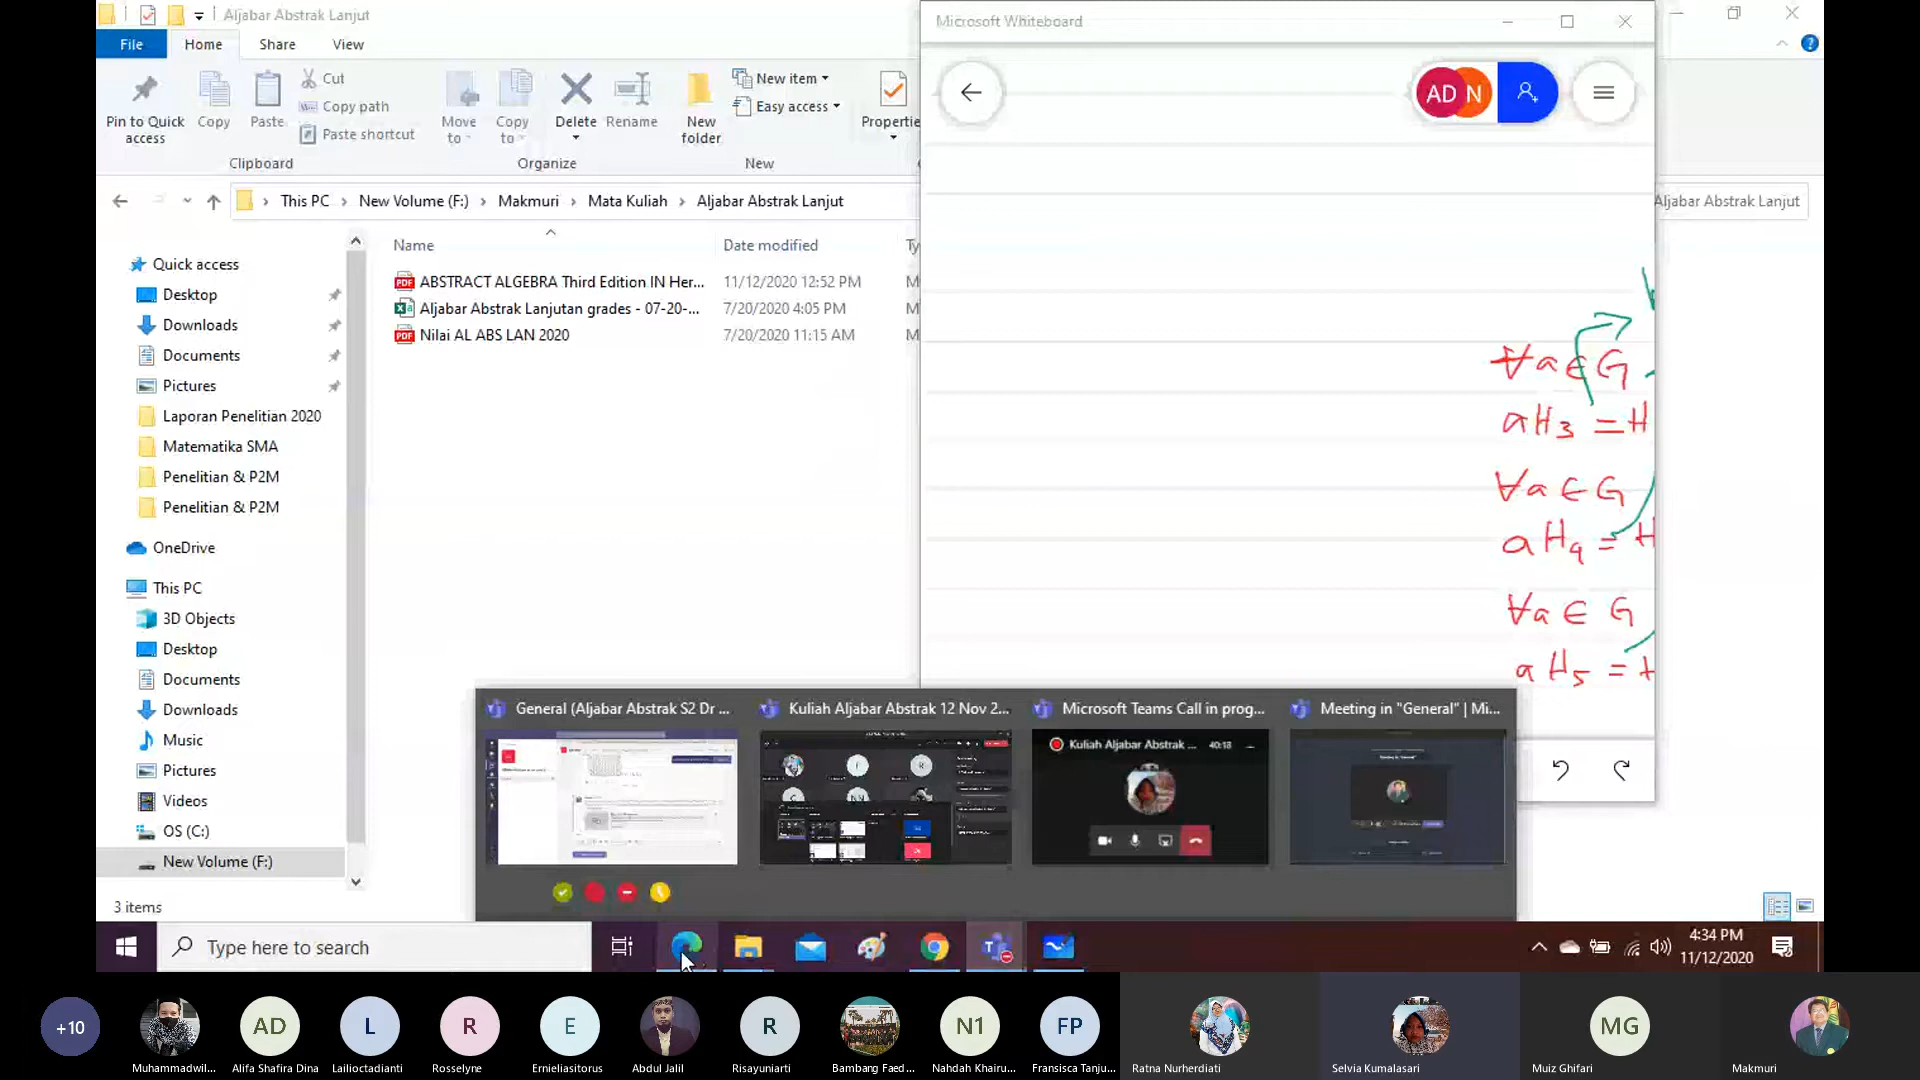 Aljabar Abstrak Lanjut
Microsoft Whiteboard
File Home Share View
AD N
Pin to Quick access
Copy
Paste
Cut
Copy path
Paste shortcut
Move to
Copy to
Delete
Rename
New folder
New item
Easy access
Clipboard
Organize
New
This PC New Volume (F:) Makmuri Mata Kuliah Aljabar Abstrak Lanjut
Aljabar Abstrak Lanjut
Name Date modified Ty
ABSTRACT ALGEBRA Third Edition IN Her... 11/12/2020 12:52 PM M
Aljabar Abstrak Lanjutan grades - 07-20-... 7/20/2020 4:05 PM M
Nilai AL ABS LAN 2020 7/20/2020 11:15 AM M
Quick access
Desktop
Downloads
Documents
Pictures
Laporan Penelitian 2020
Matematika SMA
Penelitian & P2M
Penelitian & P2M
OneDrive
This PC
3D Objects
Desktop
Documents
Downloads
Music
Pictures
Videos
OS (C:)
New Volume (F:)
3 items
∀a ∈ G
aH₃ = H
∀a ∈ G
aH₄ = H
∀a ∈ G
aH₅ = H
General (Aljabar Abstrak S2 Dr ...
Kuliah Aljabar Abstrak 12 Nov 2...
Microsoft Teams Call in prog...
Meeting in "General" | Mi...
Kuliah Aljabar Abstrak ... 40:18 ...
Type here to search
4:34 PM
11/12/2020
+10
AD L R E R N1 FP MG
Muhammadwil... Alifa Shafira Dina Lailioctadianti Rosselyne Ernieliasitorus Abdul Jalil Risayuniarti Bambang Faed... Nahdah Khairu... Fransisca Tanju... Ratna Nurherdiati Selvia Kumalasari Muiz Ghifari Makmuri